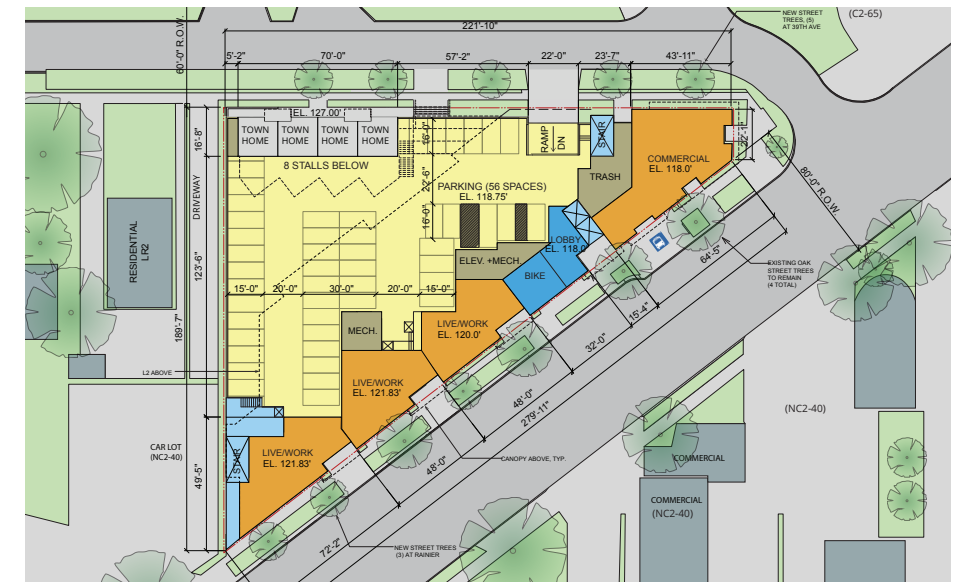 NEW STREET
TREES, (5)
AT 39TH AVE
(C2-65)
221'-10"
60'-0" R.O.W.
5'-2"
70'-0"
57'-2"
22'-0"
23'-7"
43'-11"
EL. 127.00'
TOWN
HOME
TOWN
HOME
TOWN
HOME
TOWN
HOME
16'-8"
16'-0"
RAMP
DN
STAIR
22'-1"
COMMERCIAL
EL. 118.0'
8 STALLS BELOW
TRASH
PARKING (56 SPACES)
EL. 118.75'
22'-6"
16'-0"
80'-0" R.O.W.
DRIVEWAY
RESIDENTIAL
LR2
LOBBY
EL. 118.0'
64'-5"
ELEV. +MECH.
BIKE
EXISTING OAK
STREET TREES
TO REMAIN
(4 TOTAL)
123'-6"
15'-0"
20'-0"
30'-0"
20'-0"
15'-0"
15'-4"
189'-7"
MECH.
LIVE/WORK
EL. 120.0'
32'-0"
L2 ABOVE
LIVE/WORK
EL. 121.83'
48'-0"
279'-11"
(NC2-40)
CAR LOT
(NC2-40)
49'-5"
STAIR
LIVE/WORK
EL. 121.83'
48'-0"
CANOPY ABOVE, TYP.
COMMERCIAL
COMMERCIAL
(NC2-40)
72'-2"
NEW STREET TREES
(3) AT RAINIER